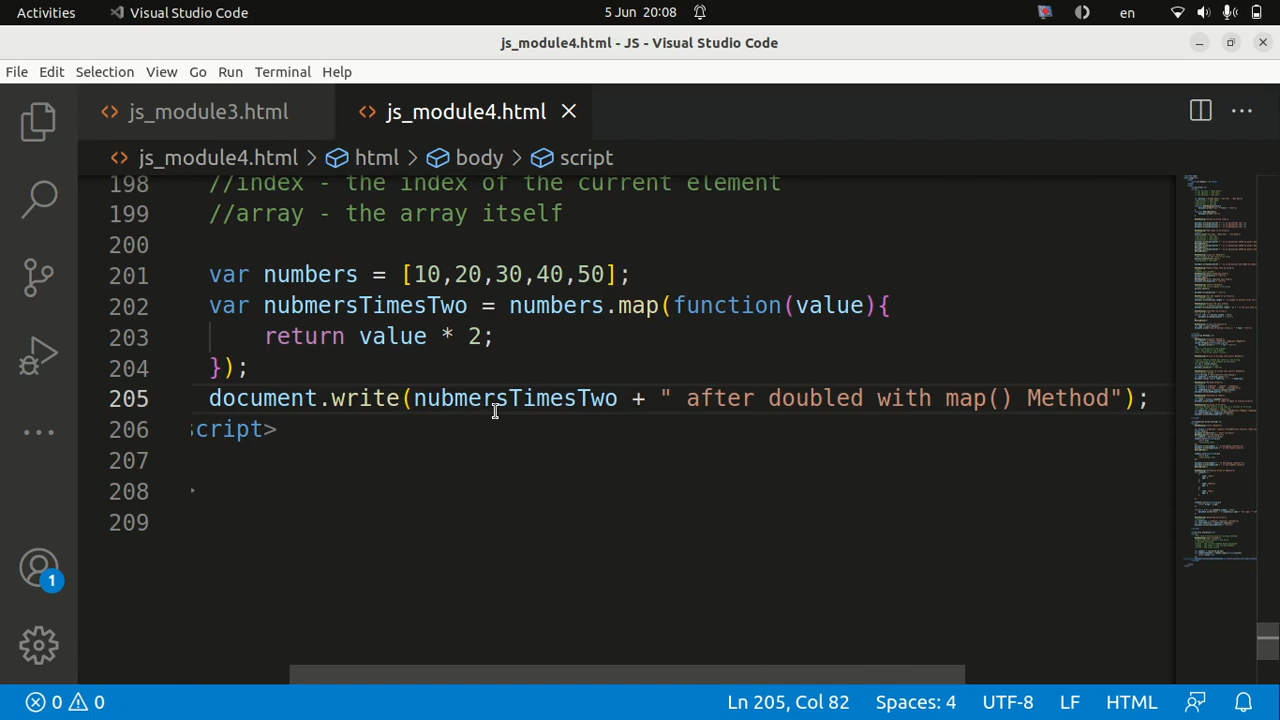 Activities Visual Studio Code 5 Jun 20:08 en
js_module4.html - JS - Visual Studio Code
File Edit Selection View Go Run Terminal Help
js_module3.html js_module4.html
js_module4.html > html > body > script
198 //index - the index of the current element
199 //array - the array itself
200
201 var numbers = [10,20,30,40,50];
202 var nubmersTimesTwo = numbers.map(function(value){
203 return value * 2;
204 });
205 document.write(nubmersTimesTwo + " after doubled with map() Method");
206 script>
207
208 >
209
1
0 0 Ln 205, Col 82 Spaces: 4 UTF-8 LF HTML